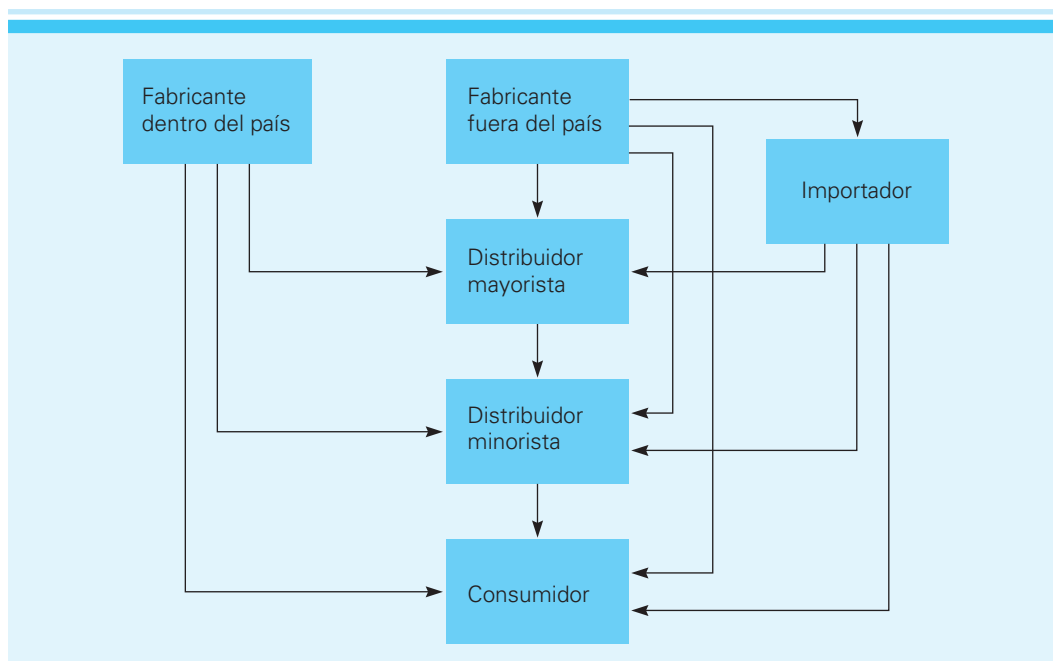 Fabricante
dentro del país
Fabricante
fuera del país
Importador
Distribuidor
mayorista
Distribuidor
minorista
Consumidor